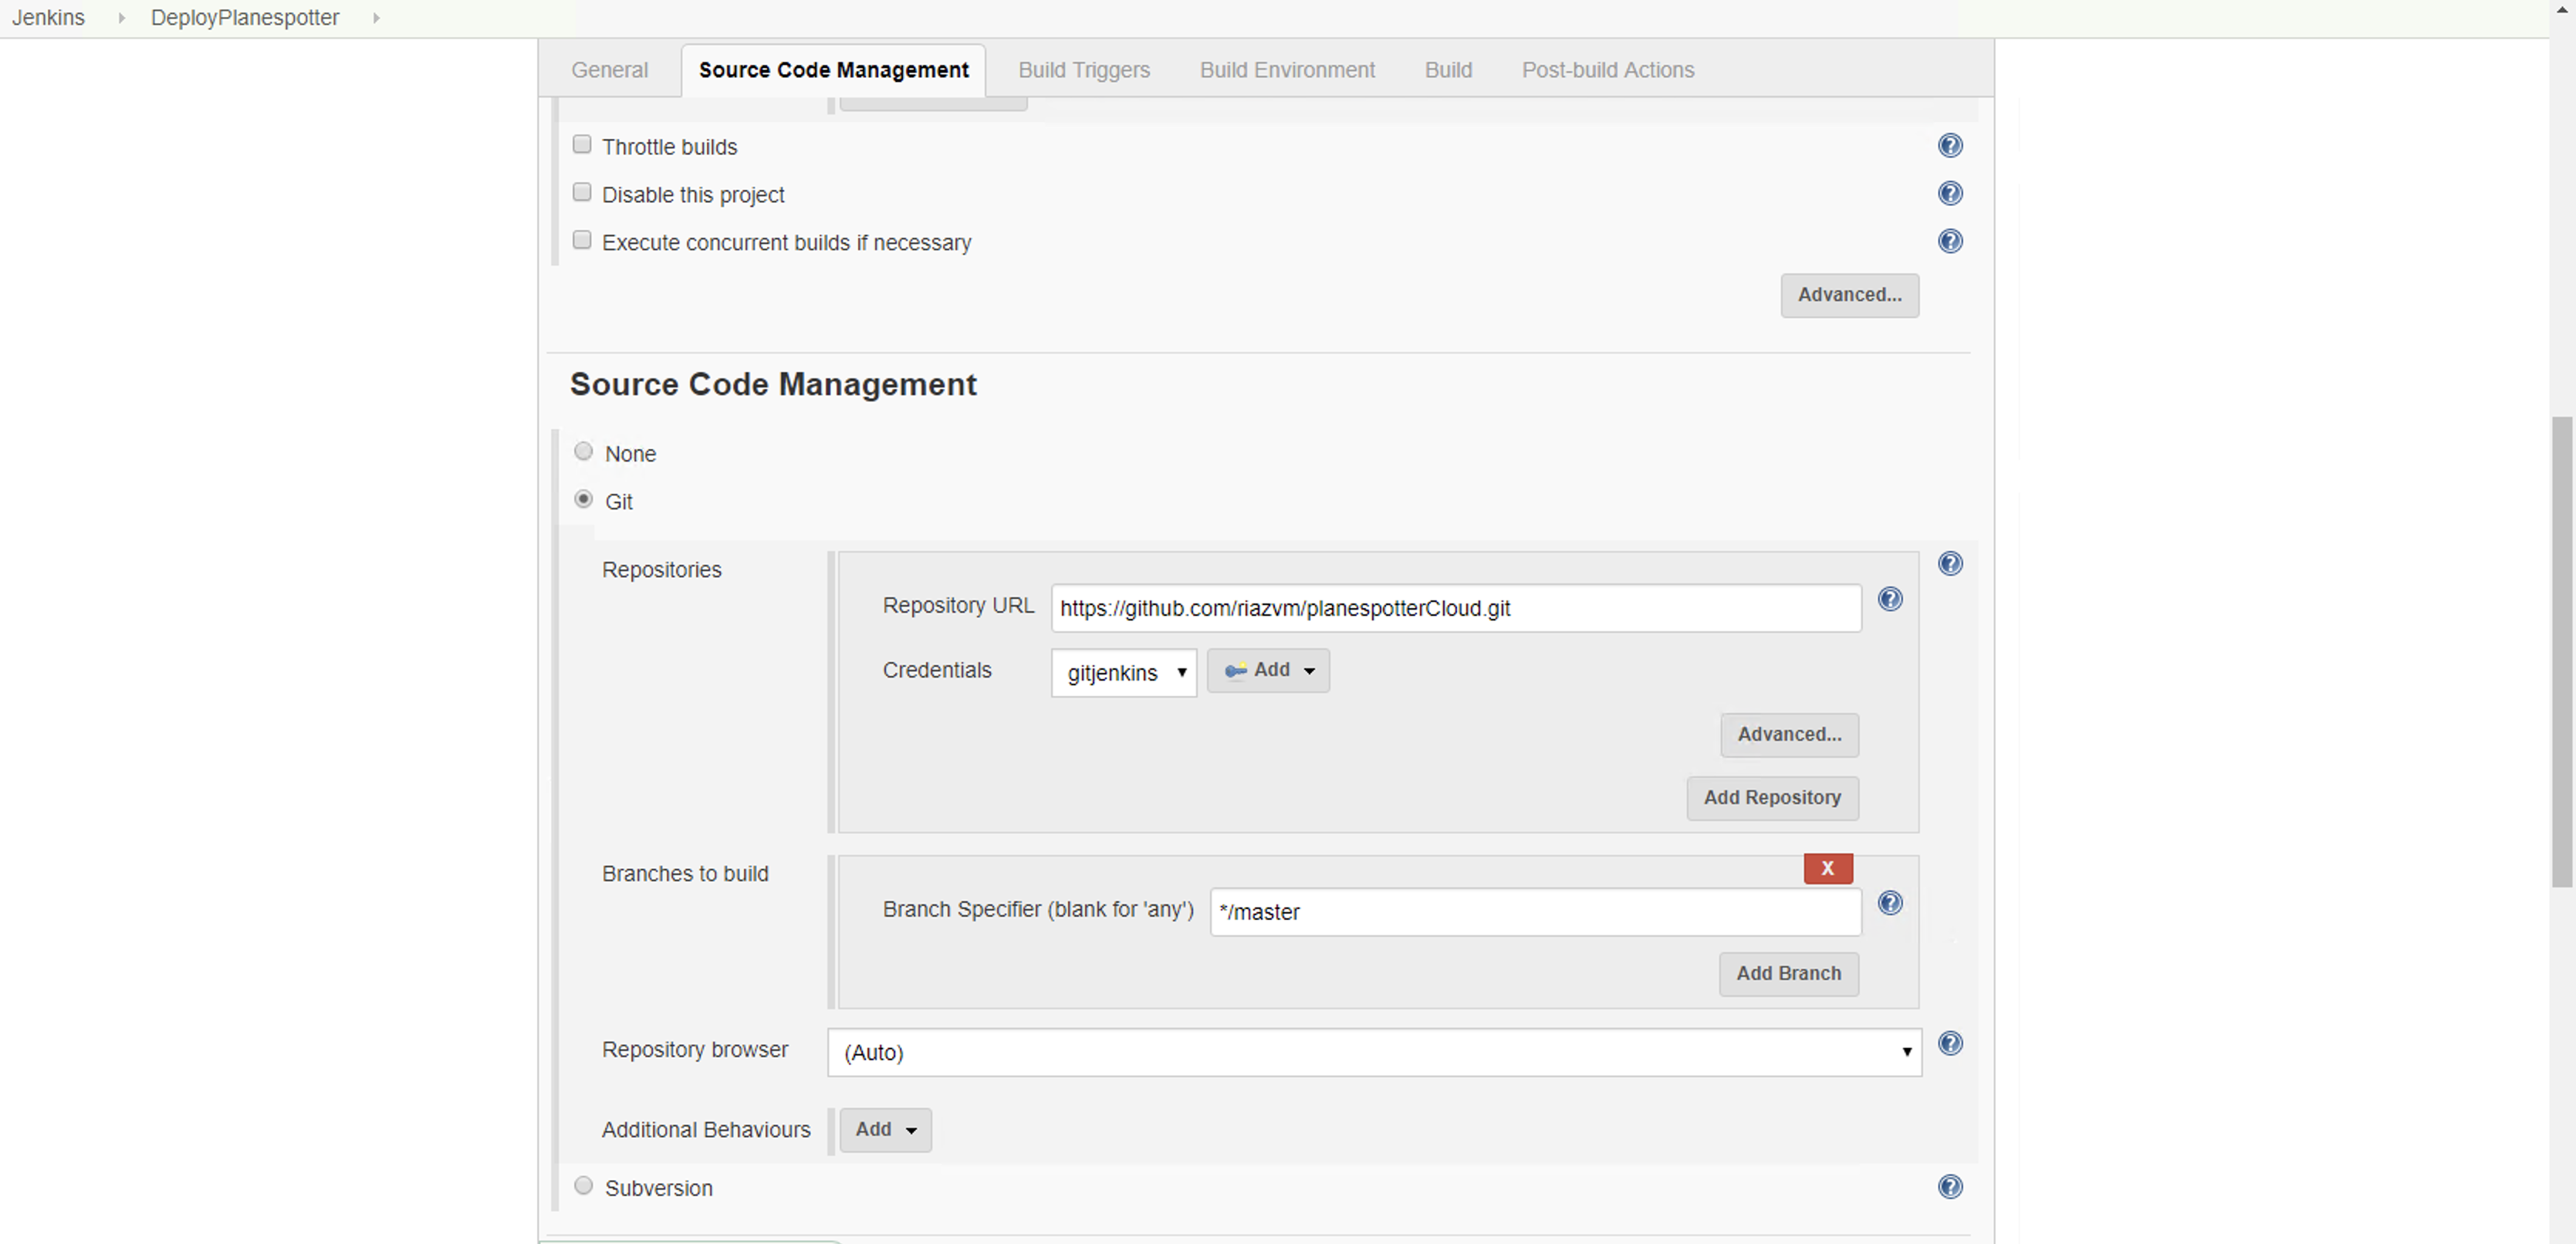 Jenkins DeployPlanespotter
General Source Code Management Build Triggers Build Environment Build Post-build Actions
Throttle builds
Disable this project
Execute concurrent builds if necessary
Advanced...
Source Code Management
None
Git
Repositories
Repository URL https://github.com/riazvm/planespotterCloud.git
Credentials gitjenkins Add
Advanced...
Add Repository
Branches to build X
Branch Specifier (blank for 'any') */master
Add Branch
Repository browser (Auto)
Additional Behaviours Add
Subversion